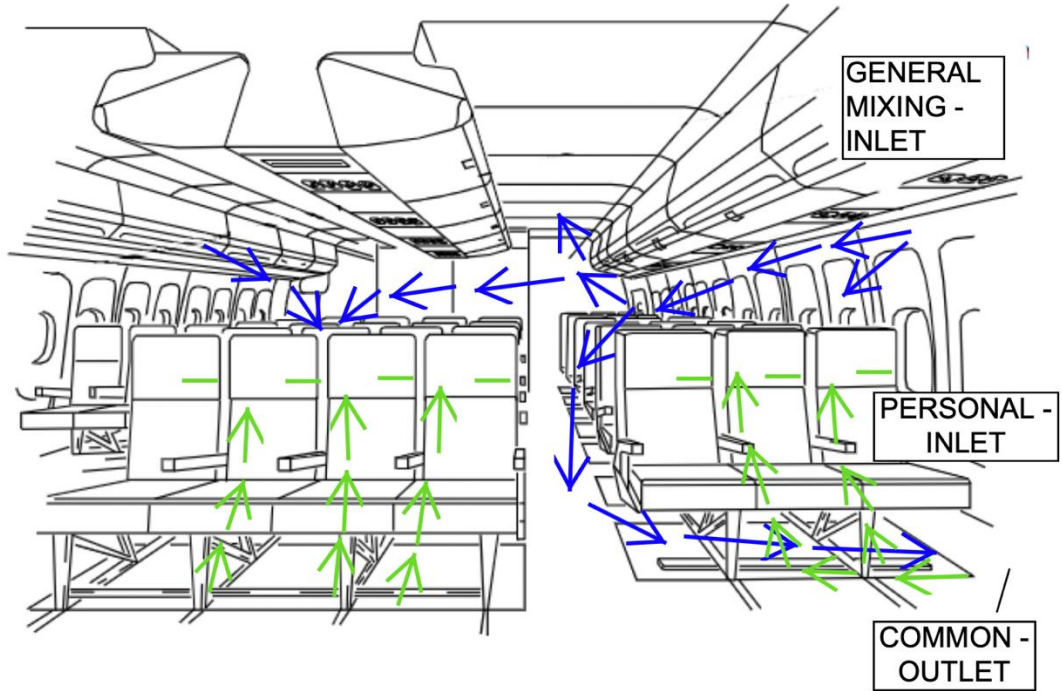 GENERAL
MIXING -
INLET
PERSONAL -
INLET
COMMON -
OUTLET